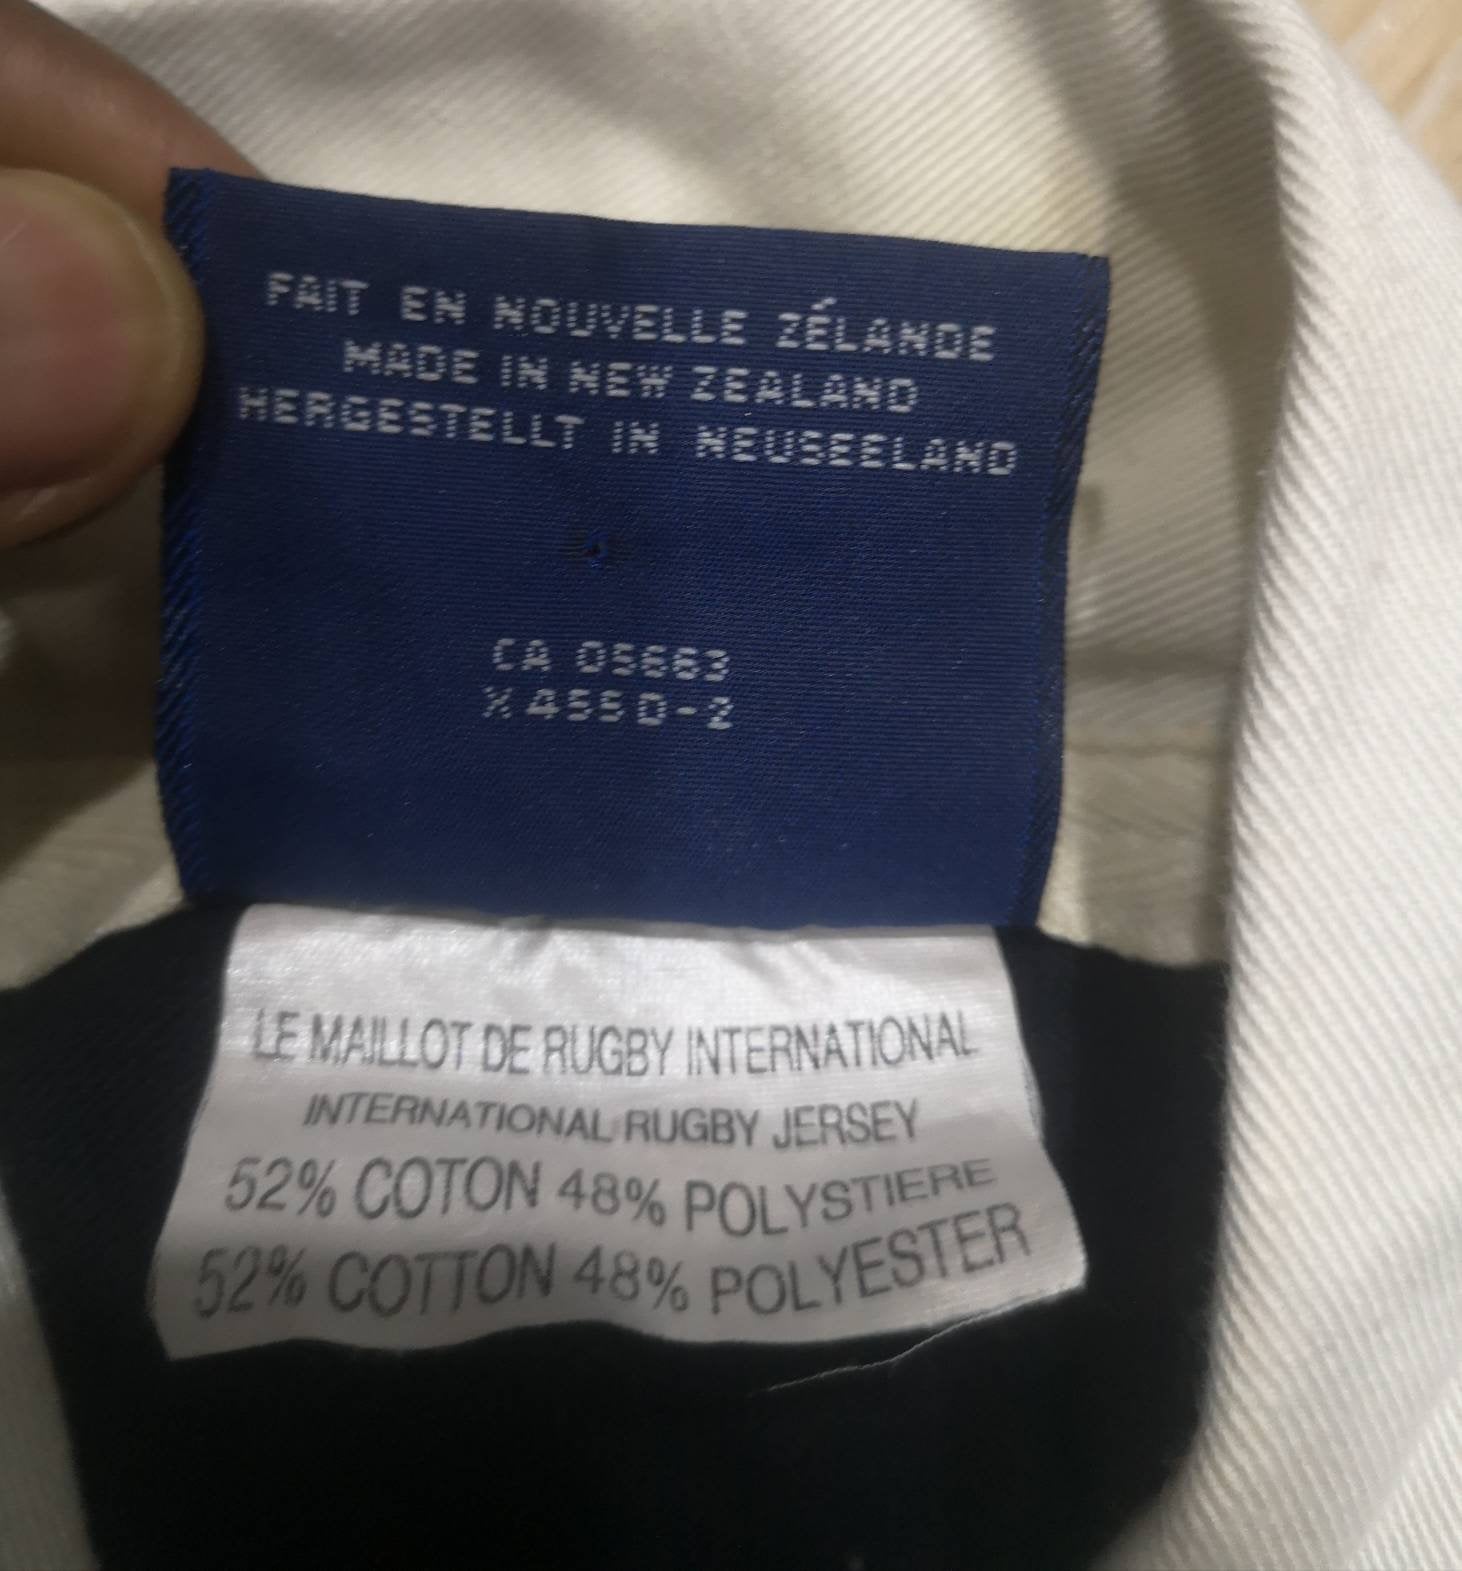 FAIT EN NOUVELLE ZÉLANDE
MADE IN NEW ZEALAND
HERGESTELLT IN NEUSEELAND
CA 05663
X 455 D-2
LE MAILLOT DE RUGBY INTERNATIONAL
INTERNATIONAL RUGBY JERSEY
52% COTON 48% POLYSTIERE
52% COTTON 48% POLYESTER